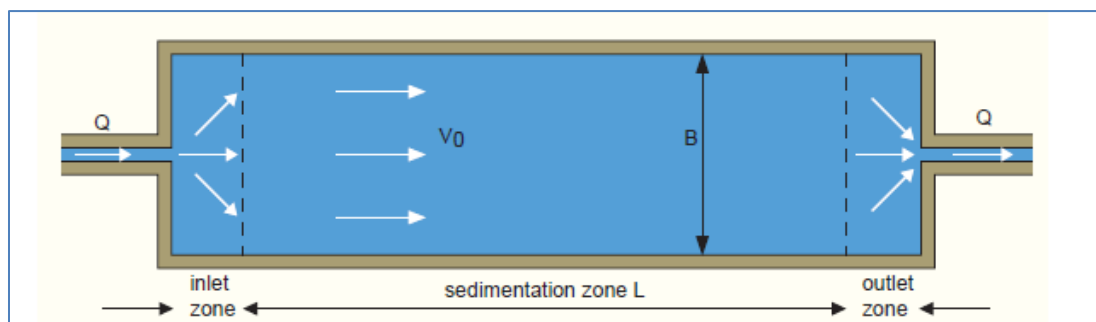 Q
Q
V0
B
inlet
zone
sedimentation zone L
outlet
zone